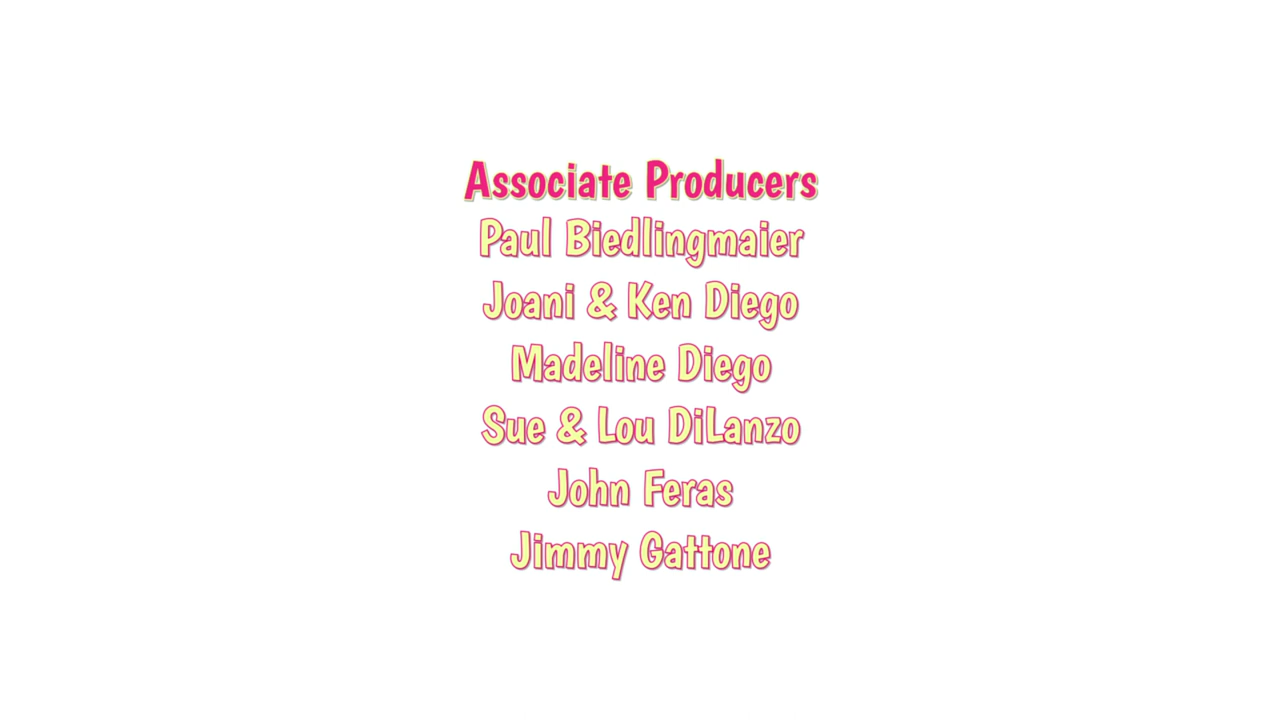 Associate Producers
Paul Biedlingmaier
Joani & Ken Diego
Madeline Diego
Sue & Lou DiLanzo
John Feras
Jimmy Gattone